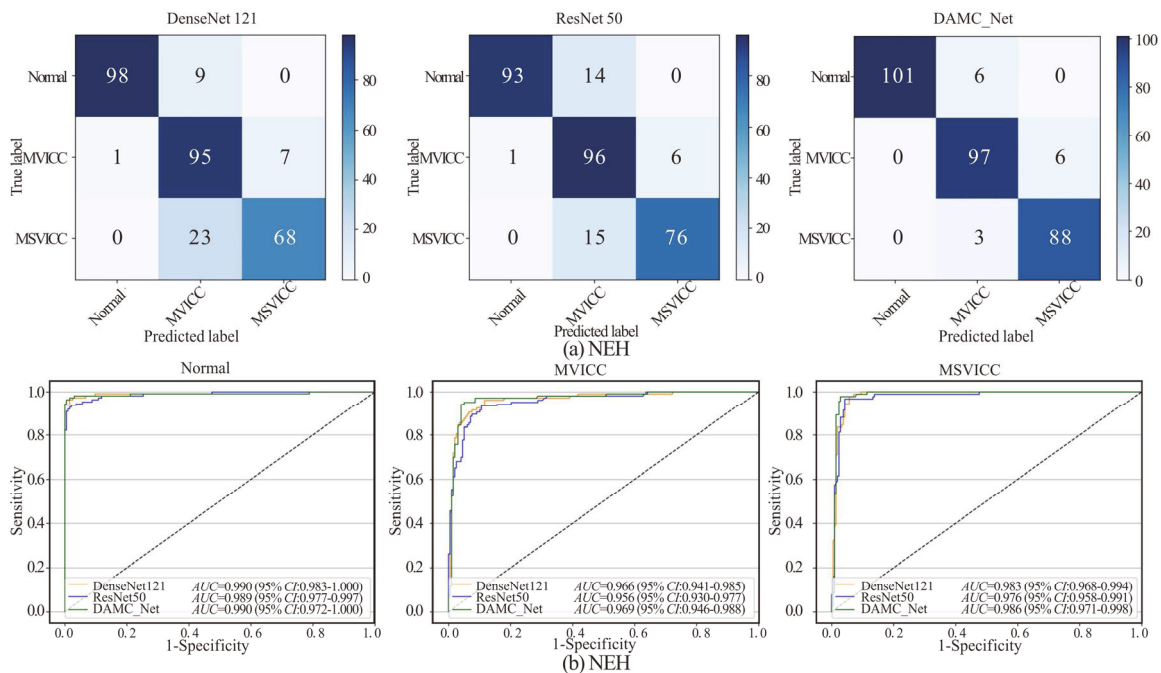 DenseNet 121
Normal
MVICC
MSVICC
True label
98 9 0
1 95 7
0 23 68
80
60
40
20
0
Normal
MVICC
MSVICC
Predicted label
ResNet 50
Normal
MVICC
MSVICC
True label
93 14 0
1 96 6
0 15 76
80
60
40
20
0
Normal
MVICC
MSVICC
Predicted label
DAMC_Net
Normal
MVICC
MSVICC
True label
101 6 0
0 97 6
0 3 88
100
80
60
40
20
0
Normal
MVICC
MSVICC
Predicted label
(a) NEH
Normal
Sensitivity
1.0
0.8
0.6
0.4
0.2
0.0
DenseNet121 AUC=0.990 (95% CI:0.983-1.000)
ResNet50 AUC=0.989 (95% CI:0.977-0.997)
DAMC_Net AUC=0.990 (95% CI:0.972-1.000)
0.0 0.2 0.4 0.6 0.8 1.0
1-Specificity
MVICC
Sensitivity
1.0
0.8
0.6
0.4
0.2
0.0
DenseNet121 AUC=0.966 (95% CI:0.941-0.985)
ResNet50 AUC=0.956 (95% CI:0.930-0.977)
DAMC_Net AUC=0.969 (95% CI:0.946-0.988)
0.0 0.2 0.4 0.6 0.8 1.0
1-Specificity
MSVICC
Sensitivity
1.0
0.8
0.6
0.4
0.2
0.0
DenseNet121 AUC=0.983 (95% CI:0.968-0.994)
ResNet50 AUC=0.976 (95% CI:0.958-0.991)
DAMC_Net AUC=0.986 (95% CI:0.971-0.998)
0.0 0.2 0.4 0.6 0.8 1.0
1-Specificity
(b) NEH